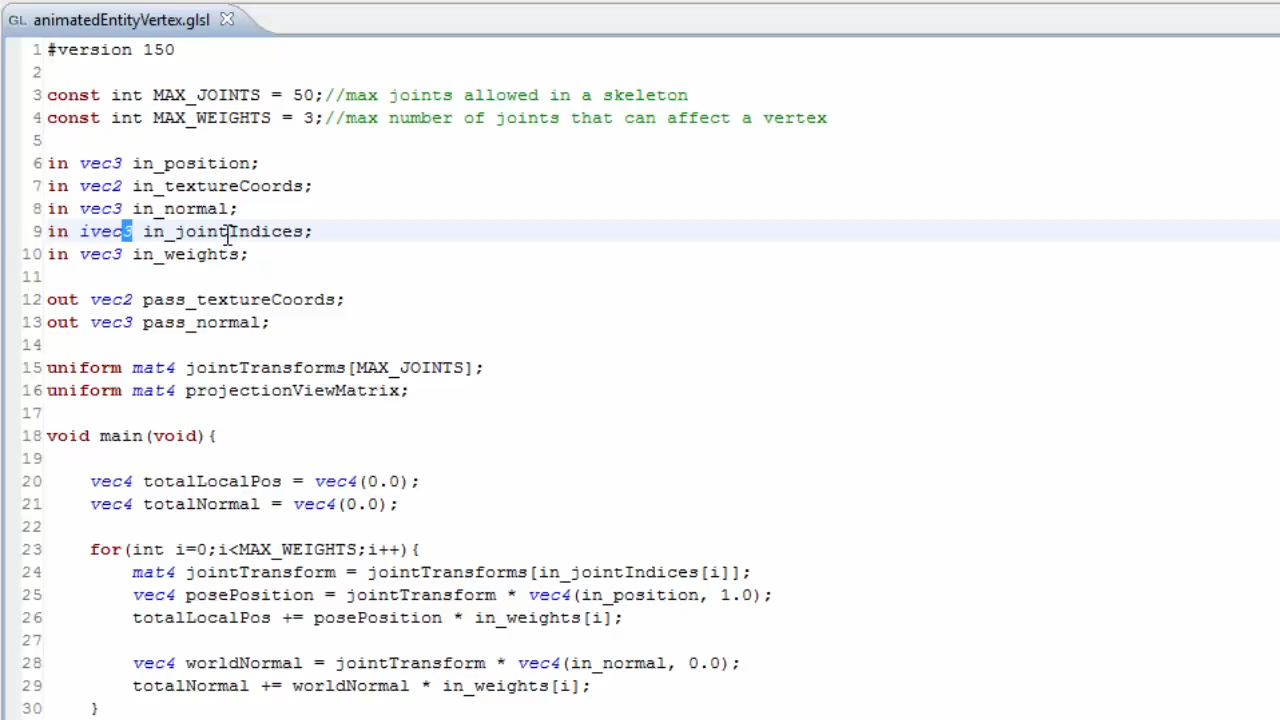 GL animatedEntityVertex.glsl
1 #version 150
2
3 const int MAX_JOINTS = 50;//max joints allowed in a skeleton
4 const int MAX_WEIGHTS = 3;//max number of joints that can affect a vertex
5
6 in vec3 in_position;
7 in vec2 in_textureCoords;
8 in vec3 in_normal;
9 in ivec3 in_jointIndices;
10 in vec3 in_weights;
11
12 out vec2 pass_textureCoords;
13 out vec3 pass_normal;
14
15 uniform mat4 jointTransforms[MAX_JOINTS];
16 uniform mat4 projectionViewMatrix;
17
18 void main(void){
19
20 vec4 totalLocalPos = vec4(0.0);
21 vec4 totalNormal = vec4(0.0);
22
23 for(int i=0;i<MAX_WEIGHTS;i++){
24 mat4 jointTransform = jointTransforms[in_jointIndices[i]];
25 vec4 posePosition = jointTransform * vec4(in_position, 1.0);
26 totalLocalPos += posePosition * in_weights[i];
27
28 vec4 worldNormal = jointTransform * vec4(in_normal, 0.0);
29 totalNormal += worldNormal * in_weights[i];
30 }